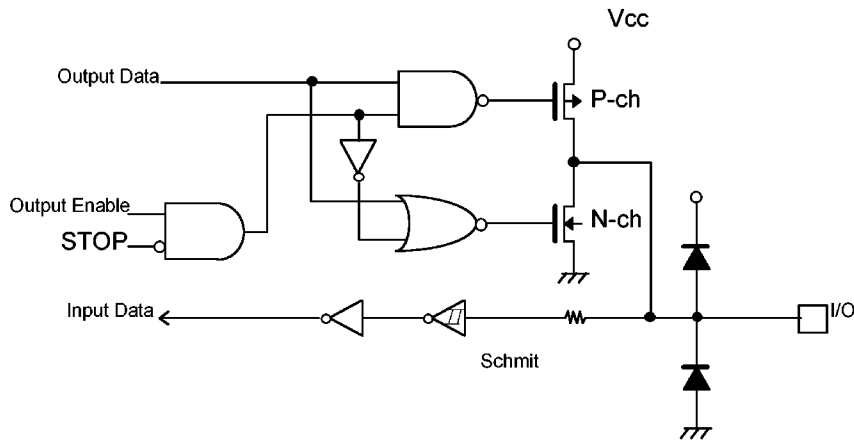 Vcc
Output Data
P-ch
Output Enable
N-ch
STOP
Input Data
I/O
Schmit